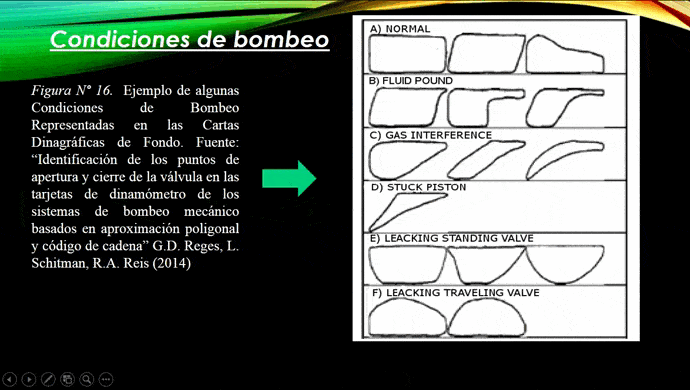 Condiciones de bombeo
Figura N° 16. Ejemplo de algunas
Condiciones de Bombeo
Representadas en las Cartas
Dinagráficas de Fondo. Fuente:
“Identificación de los puntos de
apertura y cierre de la válvula en las
tarjetas de dinamómetro de los
sistemas de bombeo mecánico
basados en aproximación poligonal
y código de cadena” G.D. Reges, L.
Schitman, R.A. Reis (2014)
A) NORMAL
B) FLUID POUND
C) GAS INTERFERENCE
D) STUCK PISTON
E) LEACKING STANDING VALVE
F) LEACKING TRAVELING VALVE